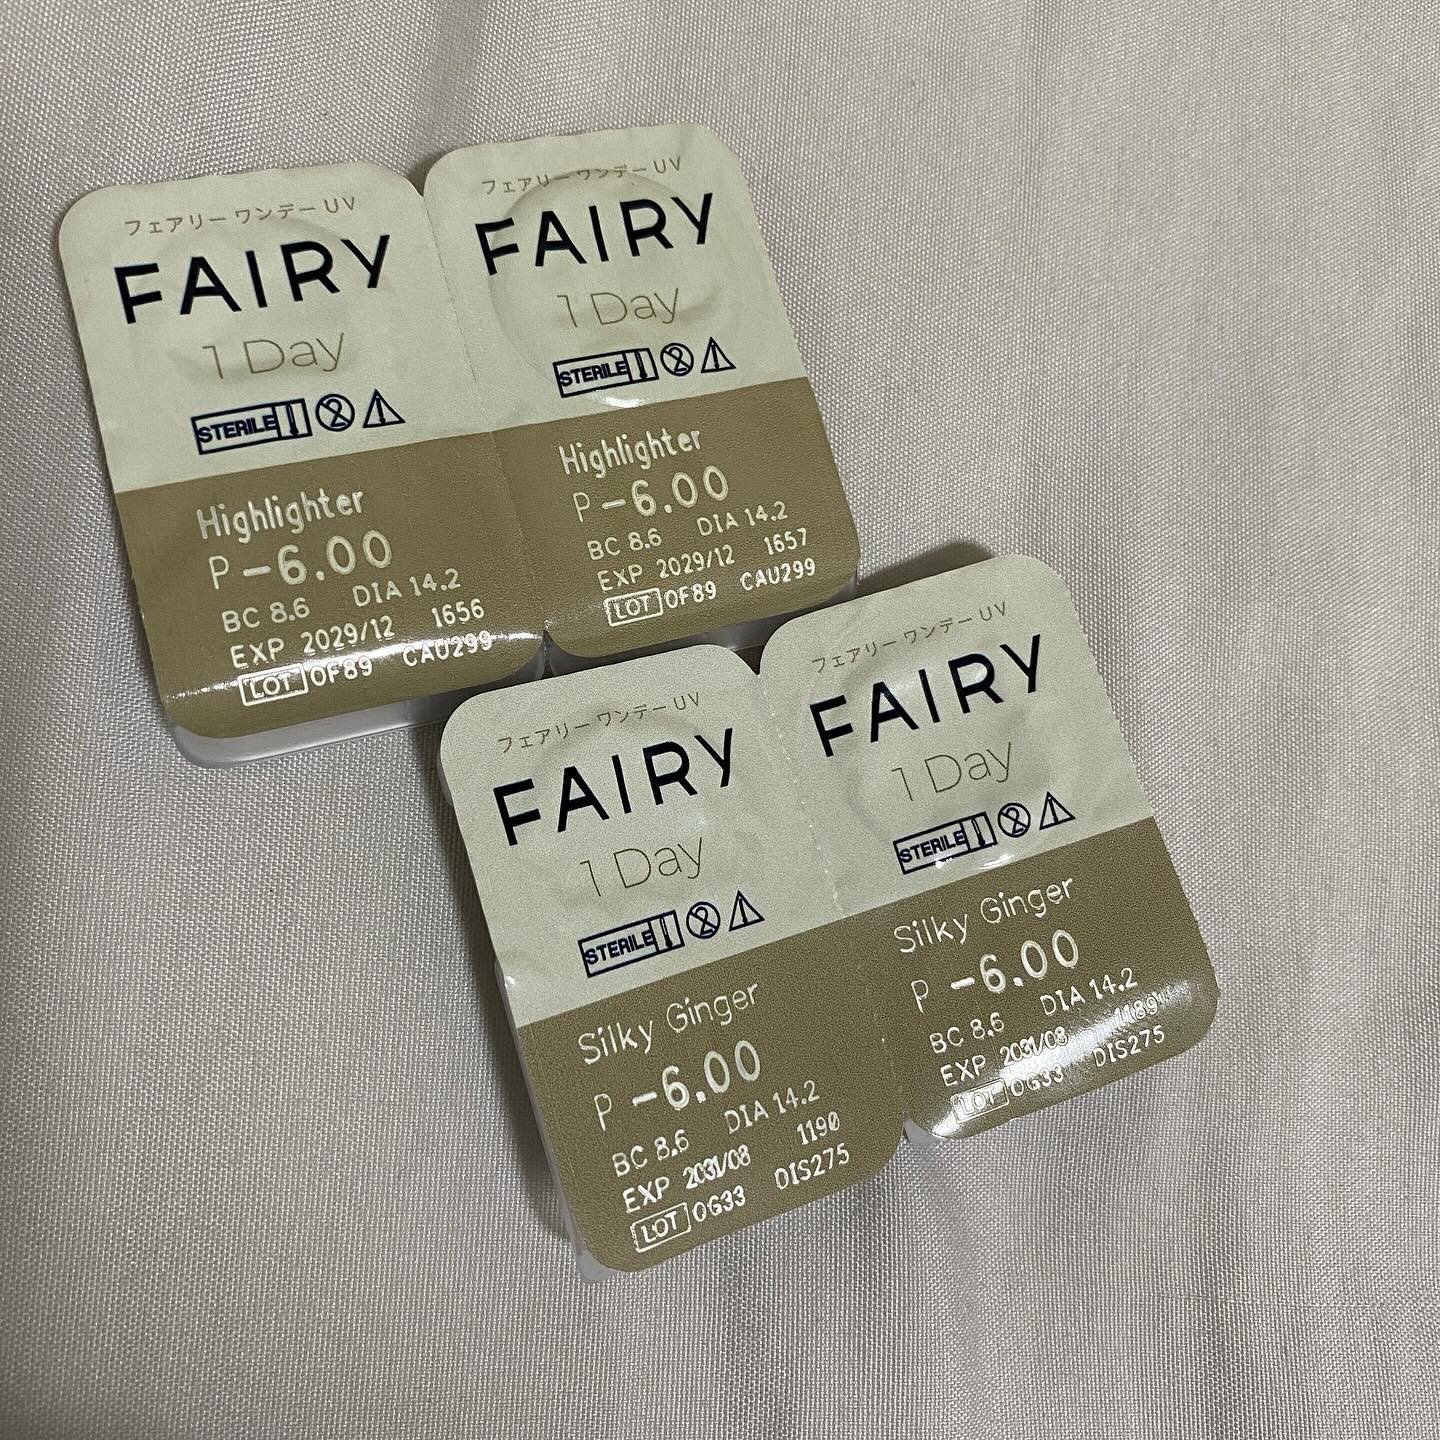 フェアリー ワンデー UV
FAIRY
1 Day
STERILE
Highlighter
P -6.00
BC 8.6 DIA 14.2
EXP 2029/12 1656
LOT OF89 CAU299
フェアリー ワンデー UV
FAIRY
1 Day
STERILE
Highlighter
P -6.00
BC 8.6 DIA 14.2
EXP 2029/12 1657
LOT OF89 CAU299
フェアリー ワンデー UV
FAIRY
1 Day
STERILE
Silky Ginger
P -6.00
BC 8.6 DIA 14.2
EXP 2031/08 1190
LOT OG33 DIS275
フェアリー ワンデー UV
FAIRY
1 Day
STERILE
Silky Ginger
P -6.00
BC 8.6 DIA 14.2
EXP 2031/08 1189
LOT OG33 DIS275